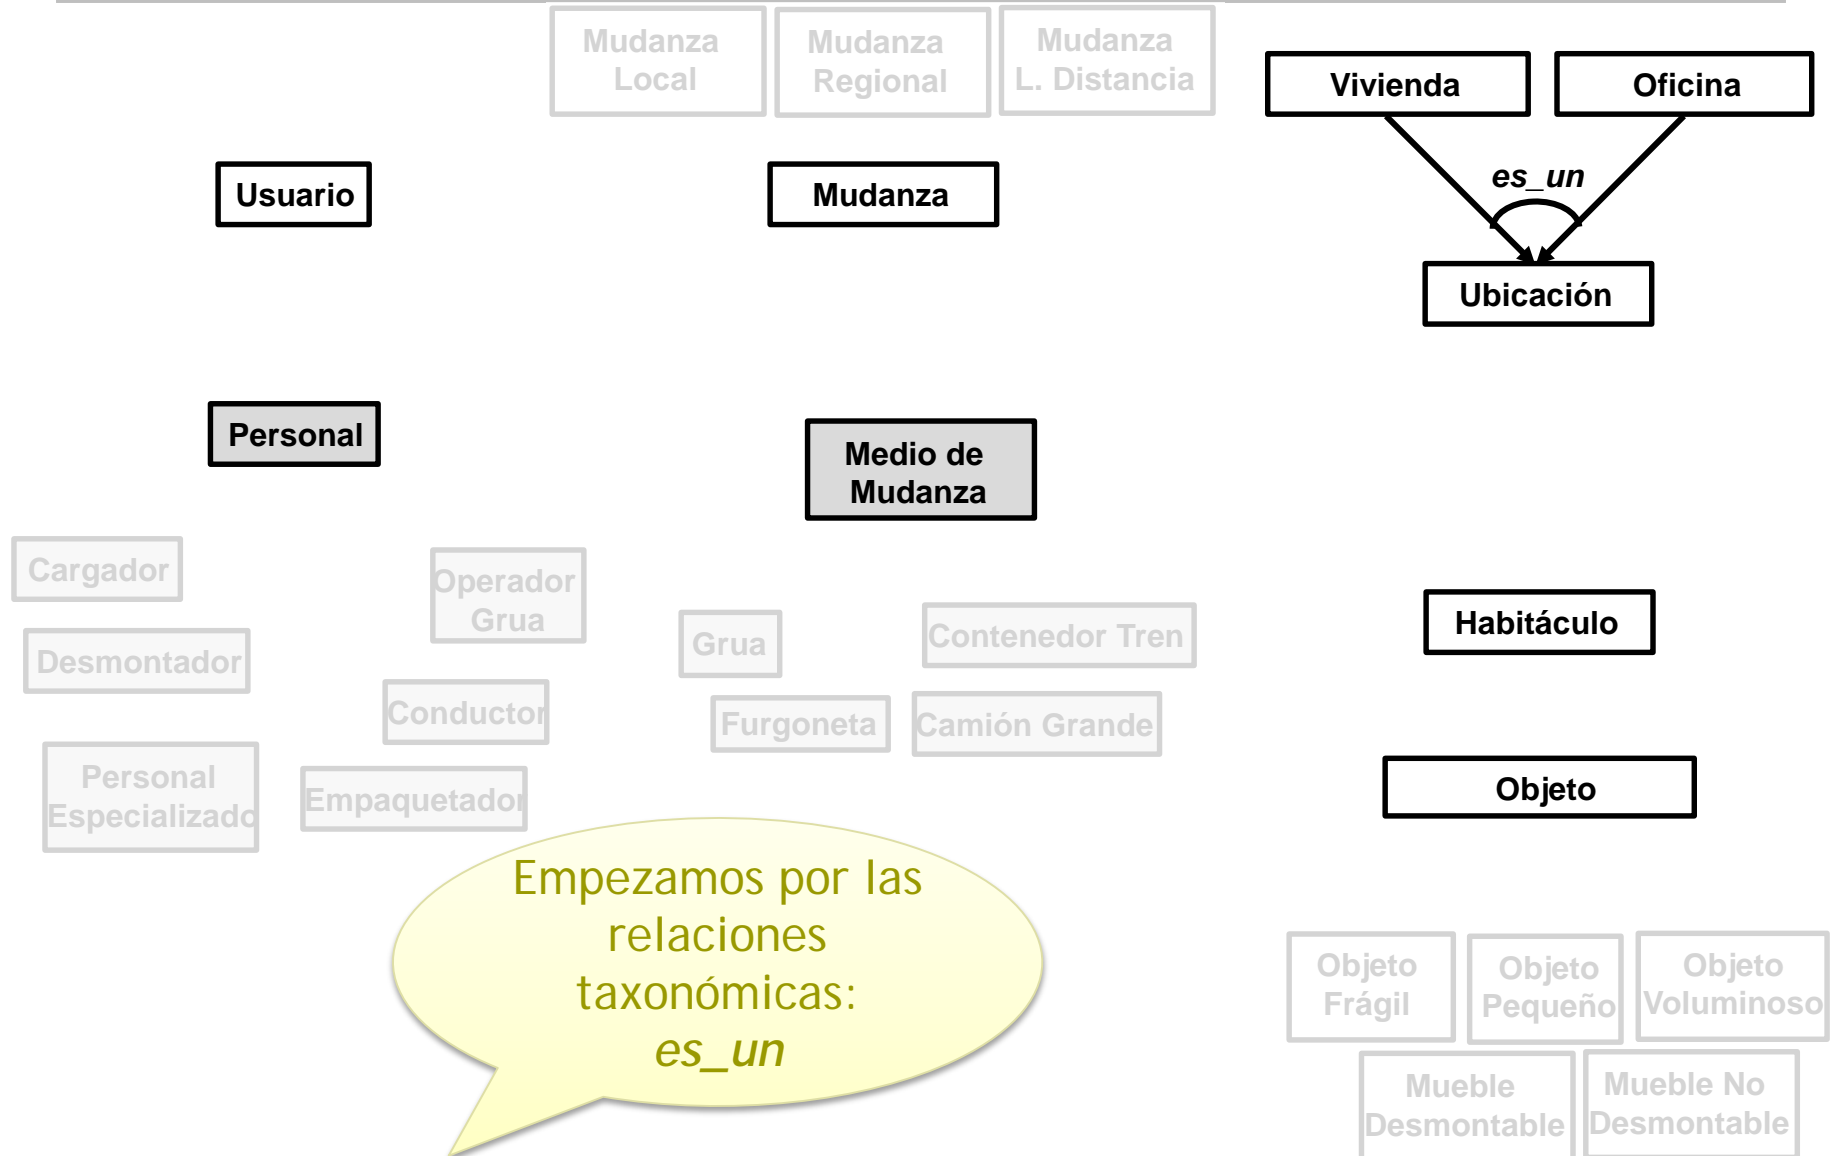 Mudanza
Local
Mudanza
Regional
Mudanza
L. Distancia
Vivienda
Oficina
es_un
Usuario
Mudanza
Ubicación
Personal
Medio de
Mudanza
Cargador
Operador
Grua
Desmontador
Grua
Contenedor Tren
Habitáculo
Conductor
Furgoneta
Camión Grande
Personal
Especializado
Empaquetador
Objeto
Empezamos por las
relaciones
taxonómicas:
es_un
Objeto
Frágil
Objeto
Pequeño
Objeto
Voluminoso
Mueble
Desmontable
Mueble No
Desmontable